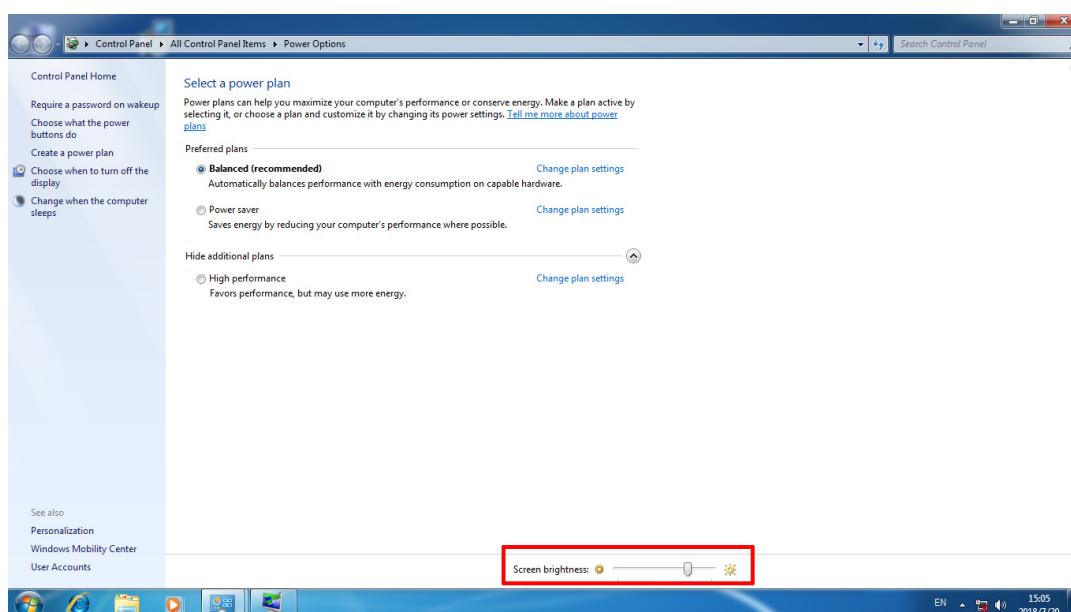 Control Panel ▸ All Control Panel Items ▸ Power Options
Search Control Panel
Control Panel Home
Require a password on wakeup
Choose what the power
buttons do
Create a power plan
Choose when to turn off the
display
Change when the computer
sleeps
See also
Personalization
Windows Mobility Center
User Accounts
Select a power plan
Power plans can help you maximize your computer's performance or conserve energy. Make a plan active by
selecting it, or choose a plan and customize it by changing its power settings. Tell me more about power
plans
Preferred plans
Balanced (recommended) Change plan settings
Automatically balances performance with energy consumption on capable hardware.
Power saver Change plan settings
Saves energy by reducing your computer's performance where possible.
Hide additional plans
High performance Change plan settings
Favors performance, but may use more energy.
Screen brightness:
EN
15:05
2018/7/20